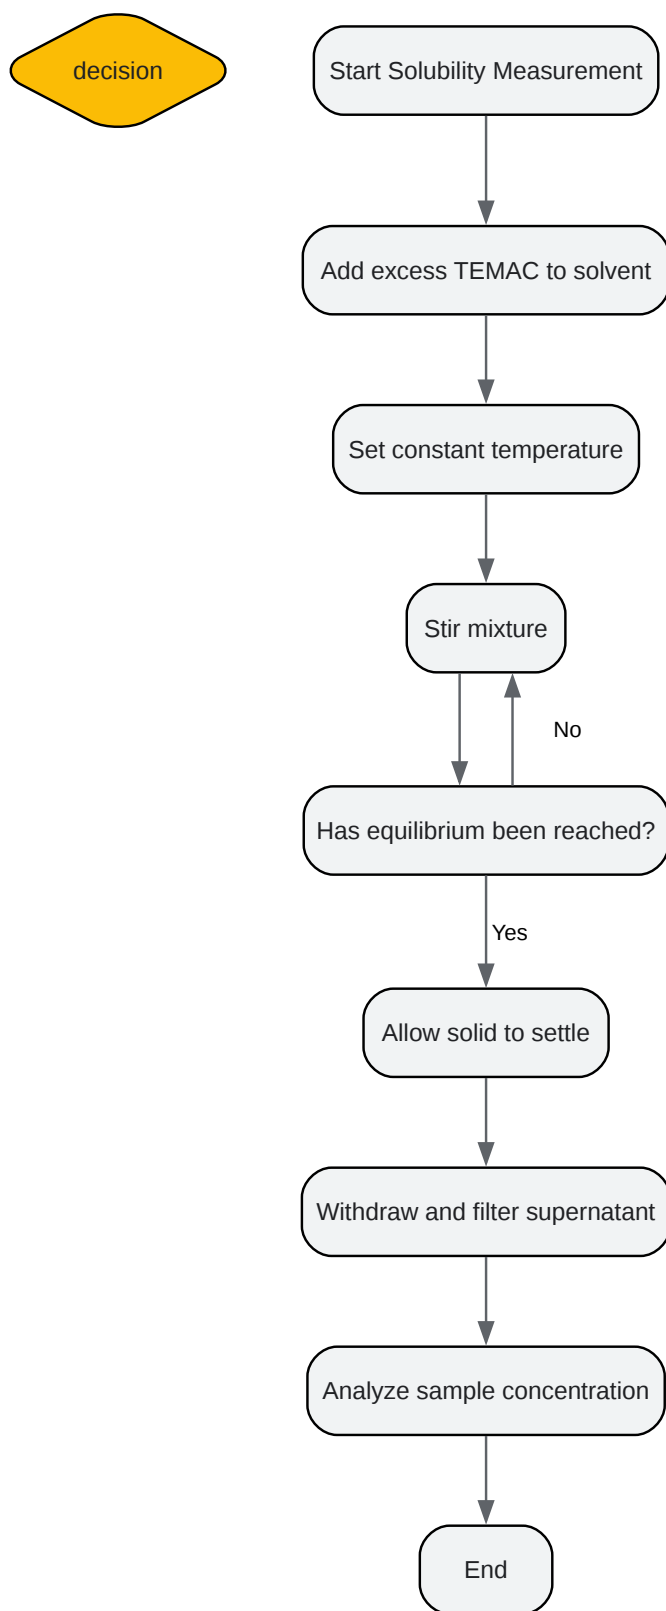 decision
Start Solubility Measurement
Add excess TEMAC to solvent
Set constant temperature
Stir mixture
No
Has equilibrium been reached?
Yes
Allow solid to settle
Withdraw and filter supernatant
Analyze sample concentration
End